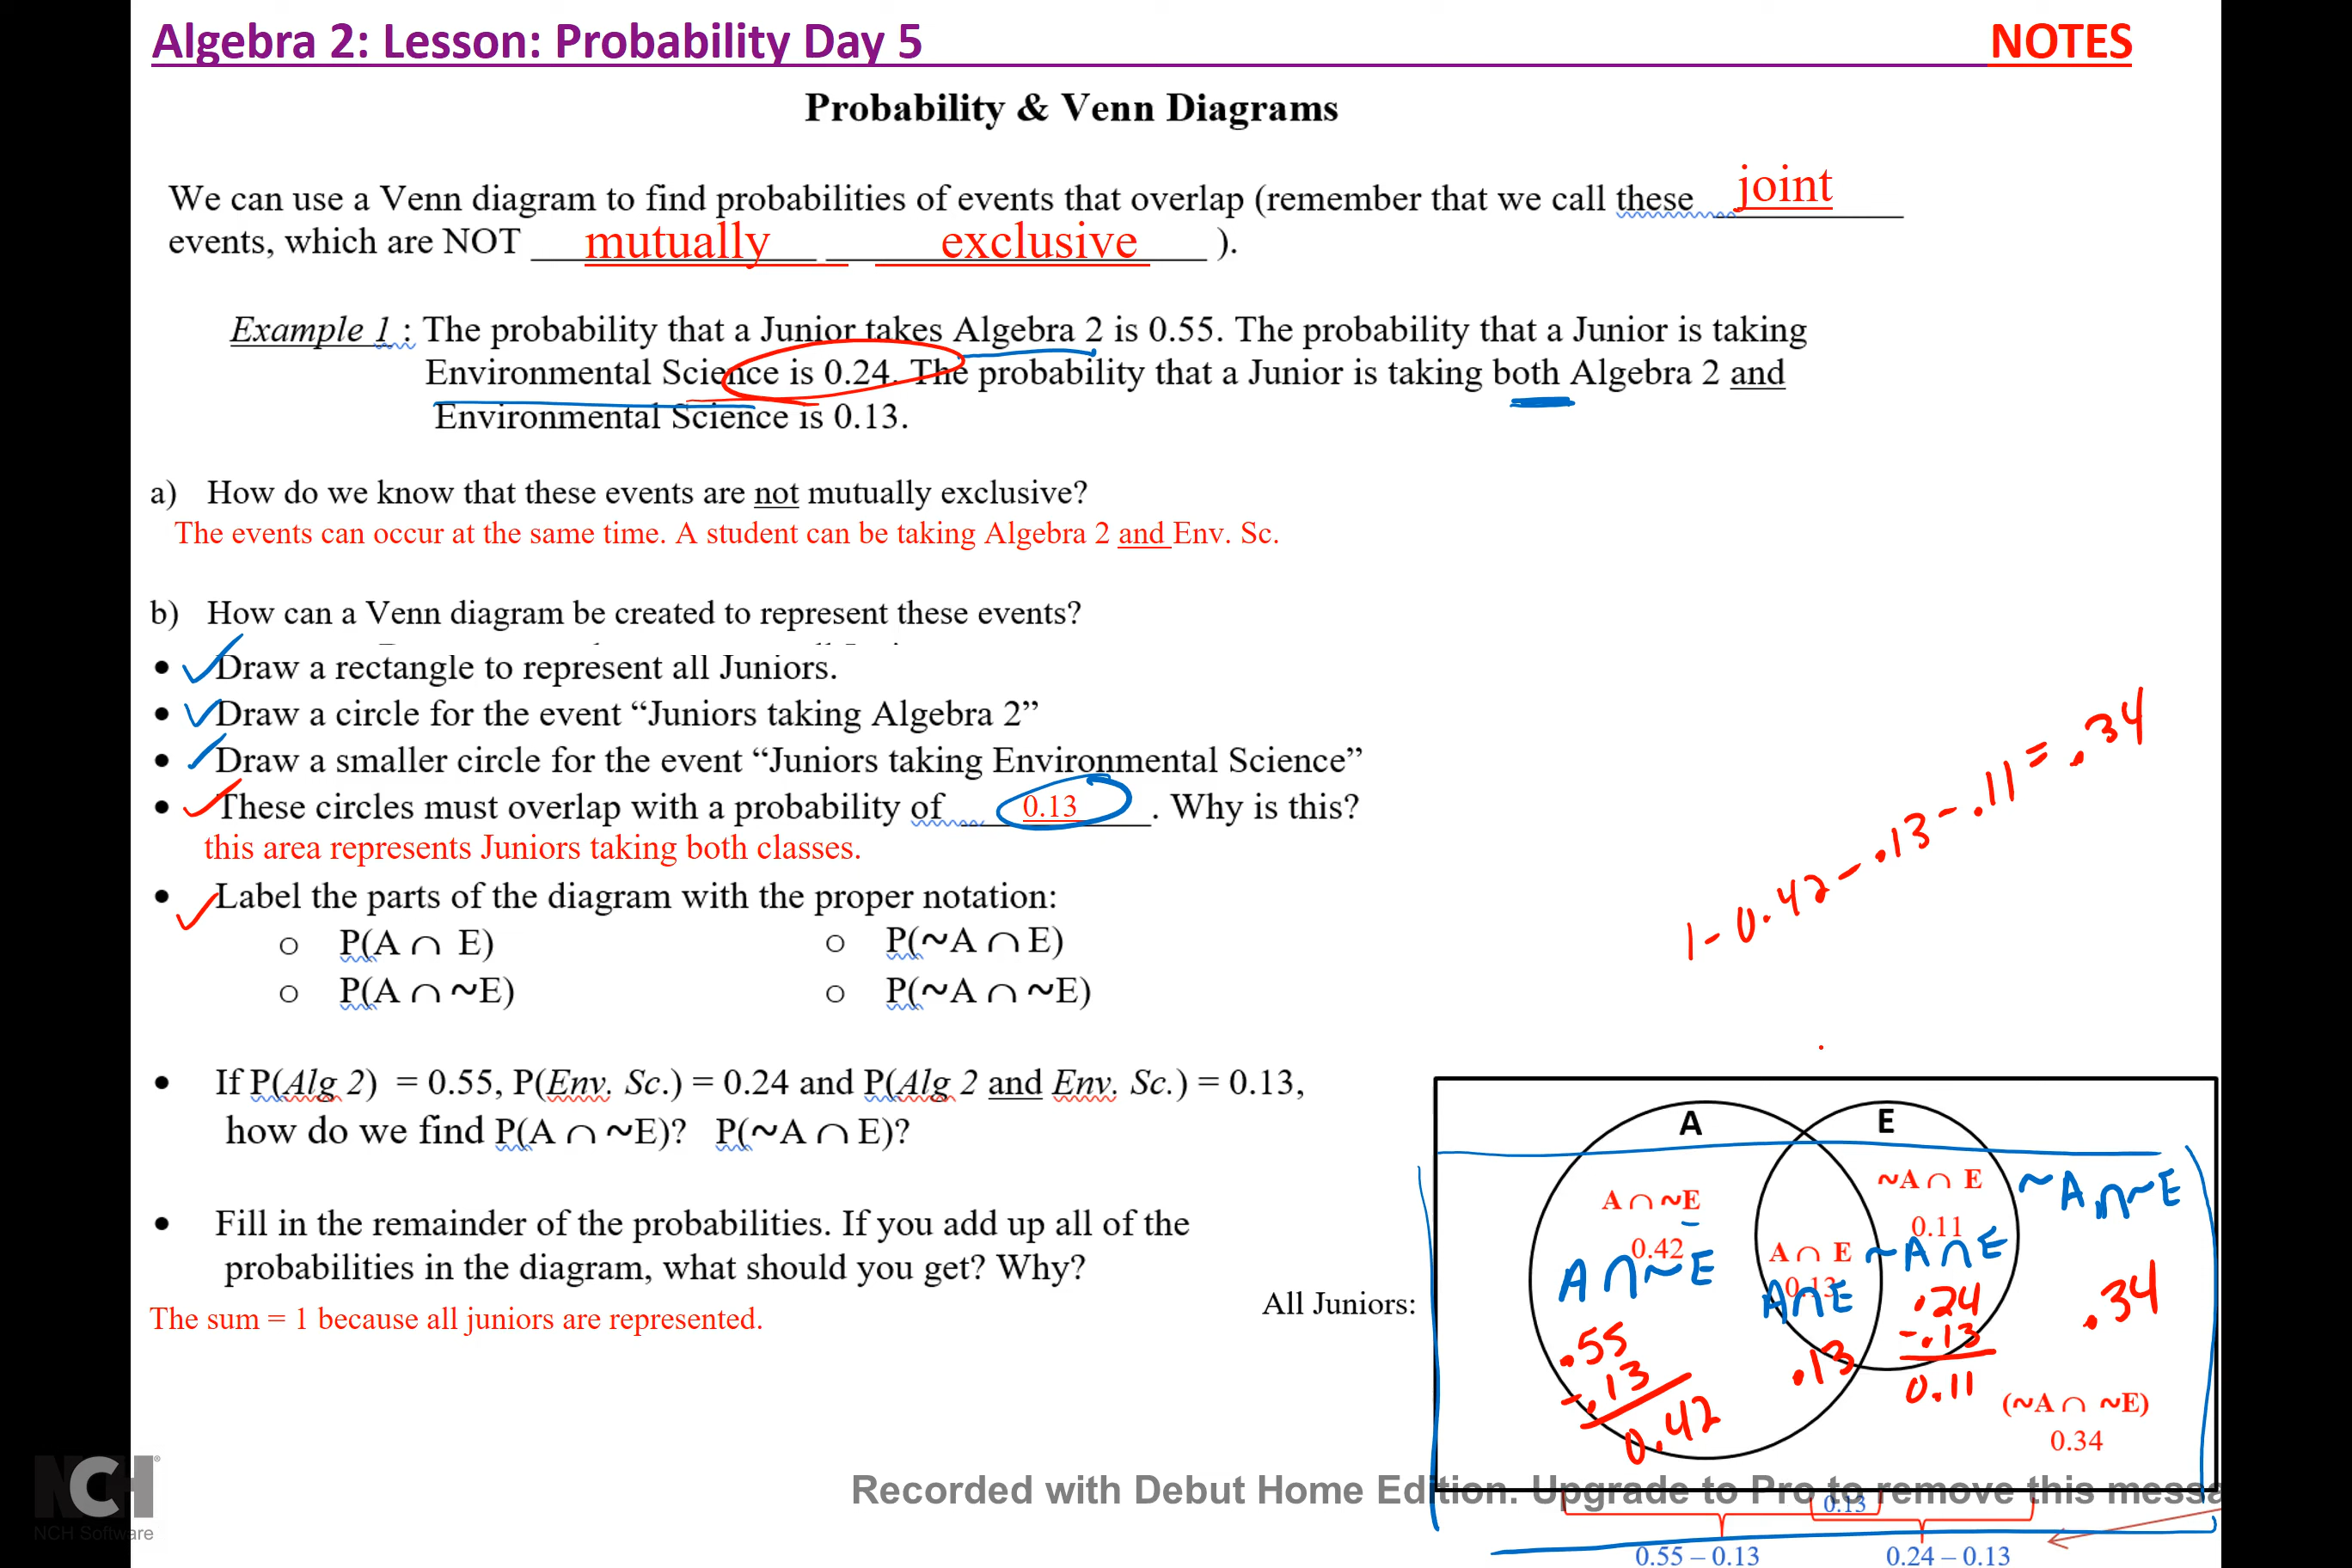 Algebra 2: Lesson: Probability Day 5 NOTES
Probability & Venn Diagrams
We can use a Venn diagram to find probabilities of events that overlap (remember that we call these joint
events, which are NOT mutually exclusive ).
Example 1 : The probability that a Junior takes Algebra 2 is 0.55. The probability that a Junior is taking
Environmental Science is 0.24. The probability that a Junior is taking both Algebra 2 and
Environmental Science is 0.13.
a) How do we know that these events are not mutually exclusive?
The events can occur at the same time. A student can be taking Algebra 2 and Env. Sc.
b) How can a Venn diagram be created to represent these events?
• Draw a rectangle to represent all Juniors.
• Draw a circle for the event “Juniors taking Algebra 2”
• Draw a smaller circle for the event “Juniors taking Environmental Science”
• These circles must overlap with a probability of 0.13 . Why is this?
this area represents Juniors taking both classes.
• Label the parts of the diagram with the proper notation:
○ P(A ∩ E) ○ P(~A ∩ E)
○ P(A ∩ ~E) ○ P(~A ∩ ~E)
1 - 0.42 - .13 - .11 = .34
• If P(Alg 2) = 0.55, P(Env. Sc.) = 0.24 and P(Alg 2 and Env. Sc.) = 0.13,
how do we find P(A ∩ ~E)? P(~A ∩ E)?
• Fill in the remainder of the probabilities. If you add up all of the
probabilities in the diagram, what should you get? Why?
The sum = 1 because all juniors are represented.
All Juniors:
A E
A ∩ ~E
0.42
A ∩ ~E
.55
- .13
0.42
A ∩ E
0.13
A ∩ E
.13
~A ∩ E
0.11
~A ∩ E
.24
- .13
0.11
~A ∩ ~E
.34
(~A ∩ ~E)
0.34
0.13
0.55 – 0.13 0.24 – 0.13
NCH®
NCH Software
Recorded with Debut Home Edition. Upgrade to Pro to remove this messa